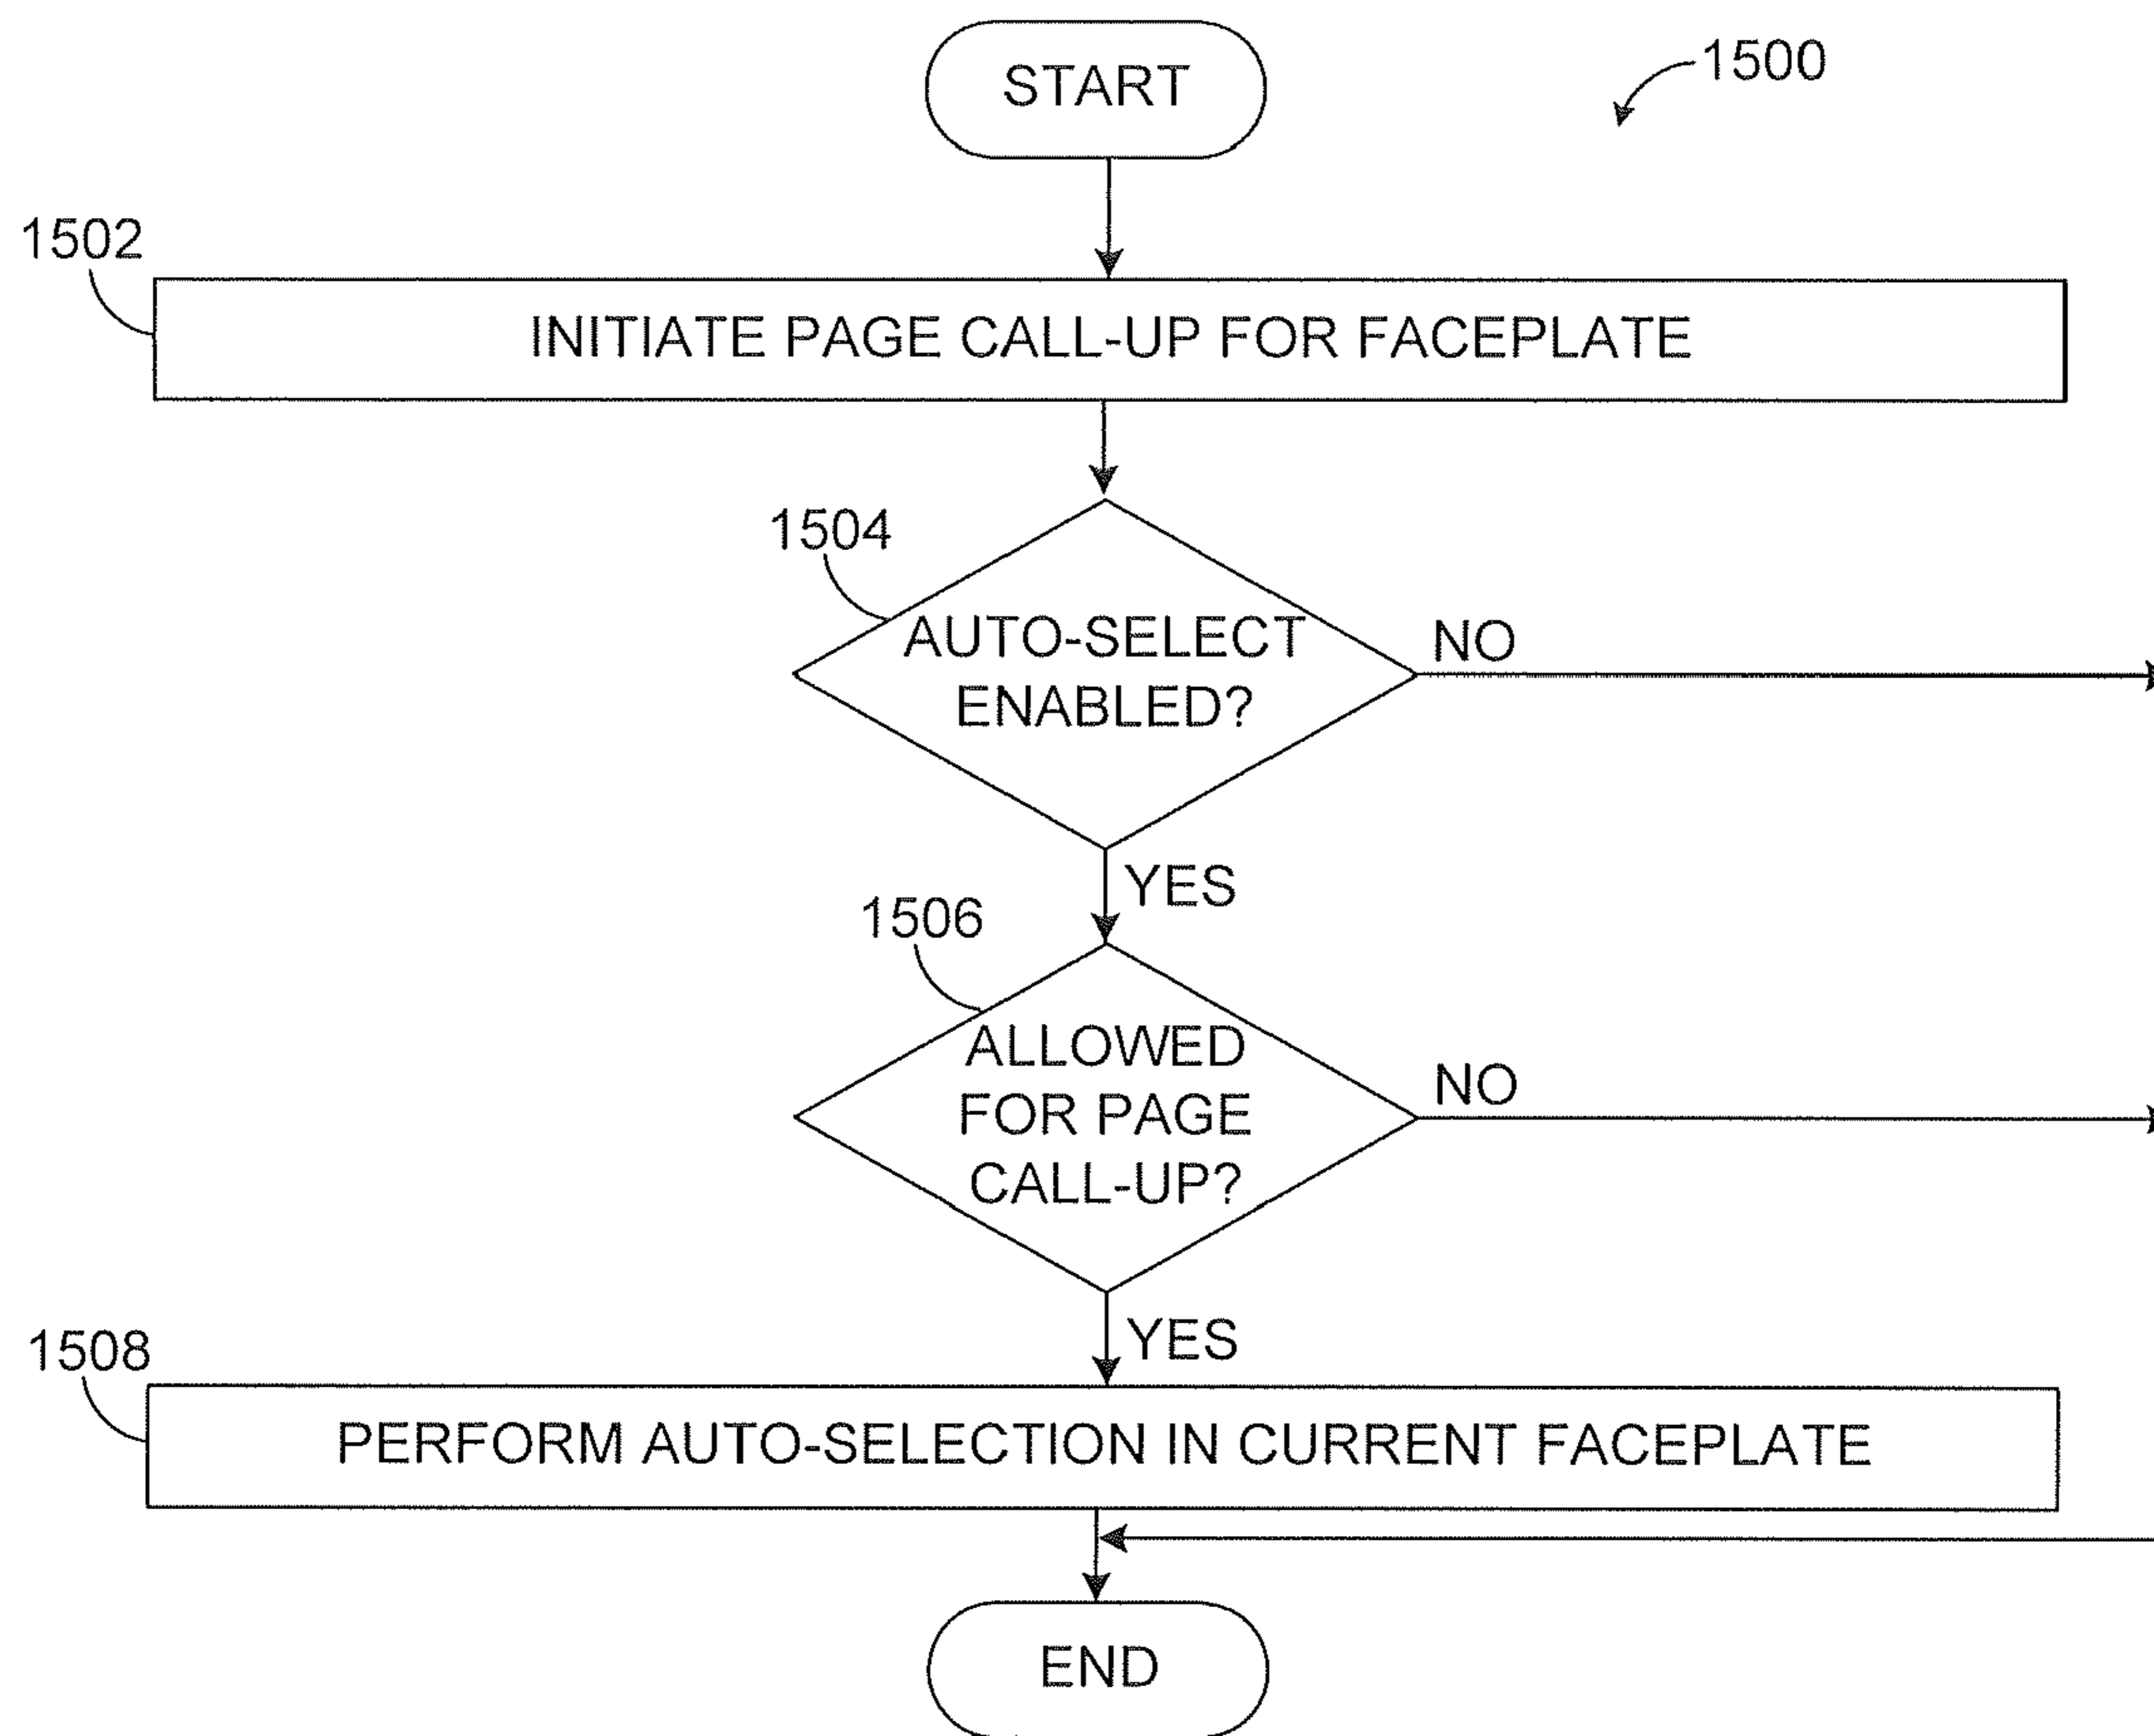 START
1500
1502
INITIATE PAGE CALL-UP FOR FACEPLATE
1504
AUTO-SELECT
ENABLED?
NO
YES
1506
ALLOWED
FOR PAGE
CALL-UP?
NO
YES
1508
PERFORM AUTO-SELECTION IN CURRENT FACEPLATE
END